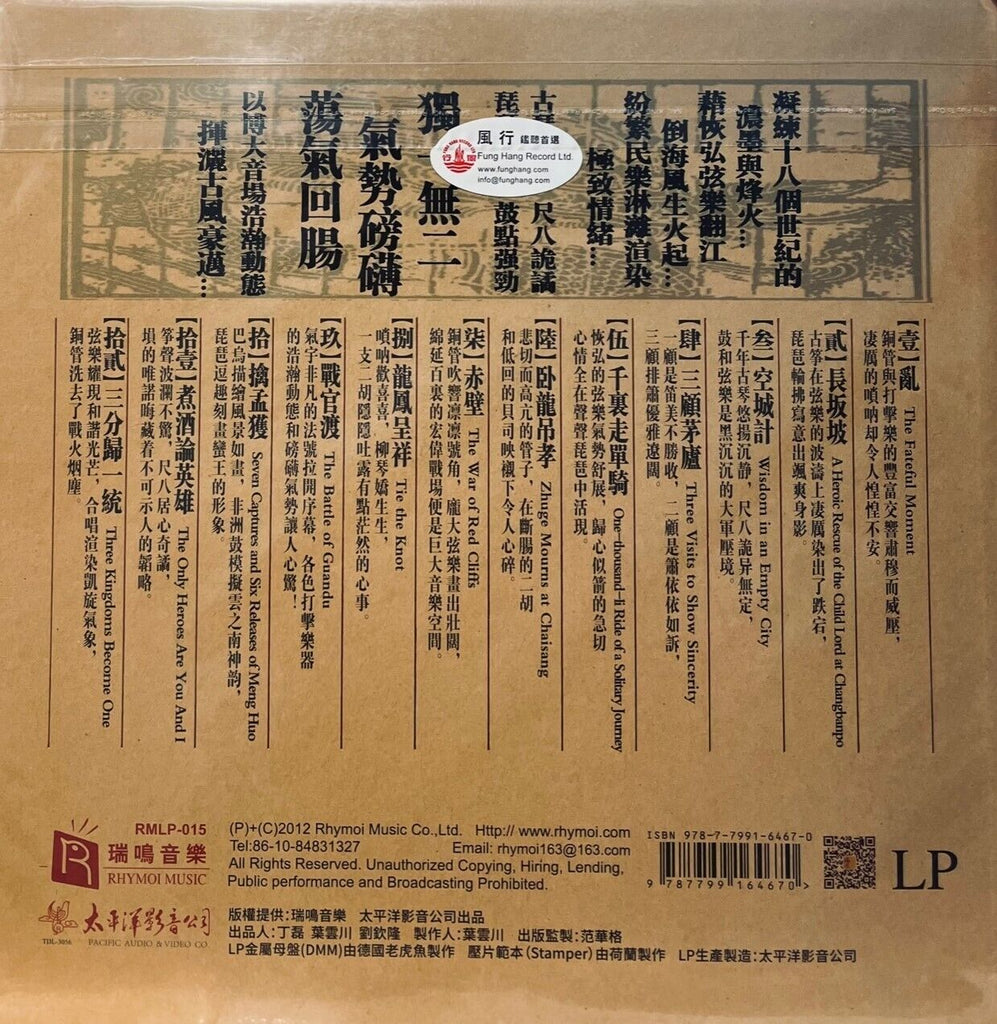 凝練十八個世紀的
濃墨與烽火...
藉恢弘弦樂翻江
倒海風生火起...
紛繁民樂淋灕渲染
極致情緒...
古
尺八詭譎
琵
鼓點强勁
獨
無二
氣勢磅礴
蕩氣回腸
以博大音場浩瀚動態
揮灑古風豪邁...
風行 鑑聽首選
FUNG HANG RECORD LTD
行風
Fung Hang Record Ltd.
www.funghang.com
info@funghang.com
【壹】亂 The Fateful Moment
銅管與打擊樂的豐富交響肅穆而威壓，
凄厲的嗩吶却令人惶惶不安。
【貳】長坂坡 A Heroic Rescue of the Child Lord at Changbanpo
古箏在弦樂的波濤上凄厲染出了跌宕，
琵琶輪拂寫意出颯爽身影。
【叁】空城計 Wisdom in an Empty City
千年古琴悠揚沉静，尺八詭异無定，
鼓和弦樂是黑沉沉的大軍壓境。
【肆】三顧茅廬 Three Visits to Show Sincerity
一顧是笛美不勝收，二顧是簫依依如訴，
三顧排簫優雅遼闊。
【伍】千裏走單騎 One-thousand-li Ride of a Solitary Journey
恢弘的弦樂氣勢舒展，歸心似箭的急切
心情全在聲聲琵琶中活現。
【陸】卧龍吊孝 Zhuge Mourns at Chaisang
悲切而高亢的管子，在斷腸的二胡
和低回的貝司映襯下令人心碎。
【柒】赤壁 The War of Red Cliffs
銅管吹響凛凛號角，龐大弦樂畫出壯闊，
綿延百裏的宏偉戰場便是巨大音樂空間。
【捌】龍鳳呈祥 Tie the Knot
嗩吶歡喜喜，柳琴嬌生生，
一支二胡隱隱吐露有點茫然的心事。
【玖】戰官渡 The Battle of Guandu
氣宇非凡的法號拉開序幕，各色打擊樂器
的浩瀚動態和磅礴氣勢讓人心驚！
【拾】擒孟獲 Seven Captures and Six Releases of Meng Huo
巴烏描繪風景如畫，非洲鼓模擬雲之南神韵，
琵琶逗趣刻畫蠻王的形象。
【拾壹】煮酒論英雄 The Only Heroes Are You And I
箏聲波瀾不驚，尺八居心奇譎，
塤的唯諾晦藏着不可示人的韜略。
【拾貳】三分歸一統 Three Kingdoms Become One
弦樂耀現和諧光芒，合唱渲染凱旋氣象，
銅管洗去了戰火烟塵。
RMLP-015
瑞鳴音樂
RHYMOI MUSIC
(P)+(C)2012 Rhymoi Music Co.,Ltd. Http:// www.rhymoi.com
Tel:86-10-84831327 Email: rhymoi163@163.com
All Rights Reserved. Unauthorized Copying, Hiring, Lending,
Public performance and Broadcasting Prohibited.
ISBN 978-7-7991-6467-0
9 787799 164670 >
LP
太平洋影音公司
TDL-3056 PACIFIC AUDIO & VIDEO CO
版權提供：瑞鳴音樂 太平洋影音公司出品
出品人：丁磊 葉雲川 劉欽隆 製作人：葉雲川 出版監製：范華格
LP金屬母盤(DMM)由德國老虎魚製作 壓片範本(Stamper)由荷蘭製作 LP生產製造：太平洋影音公司